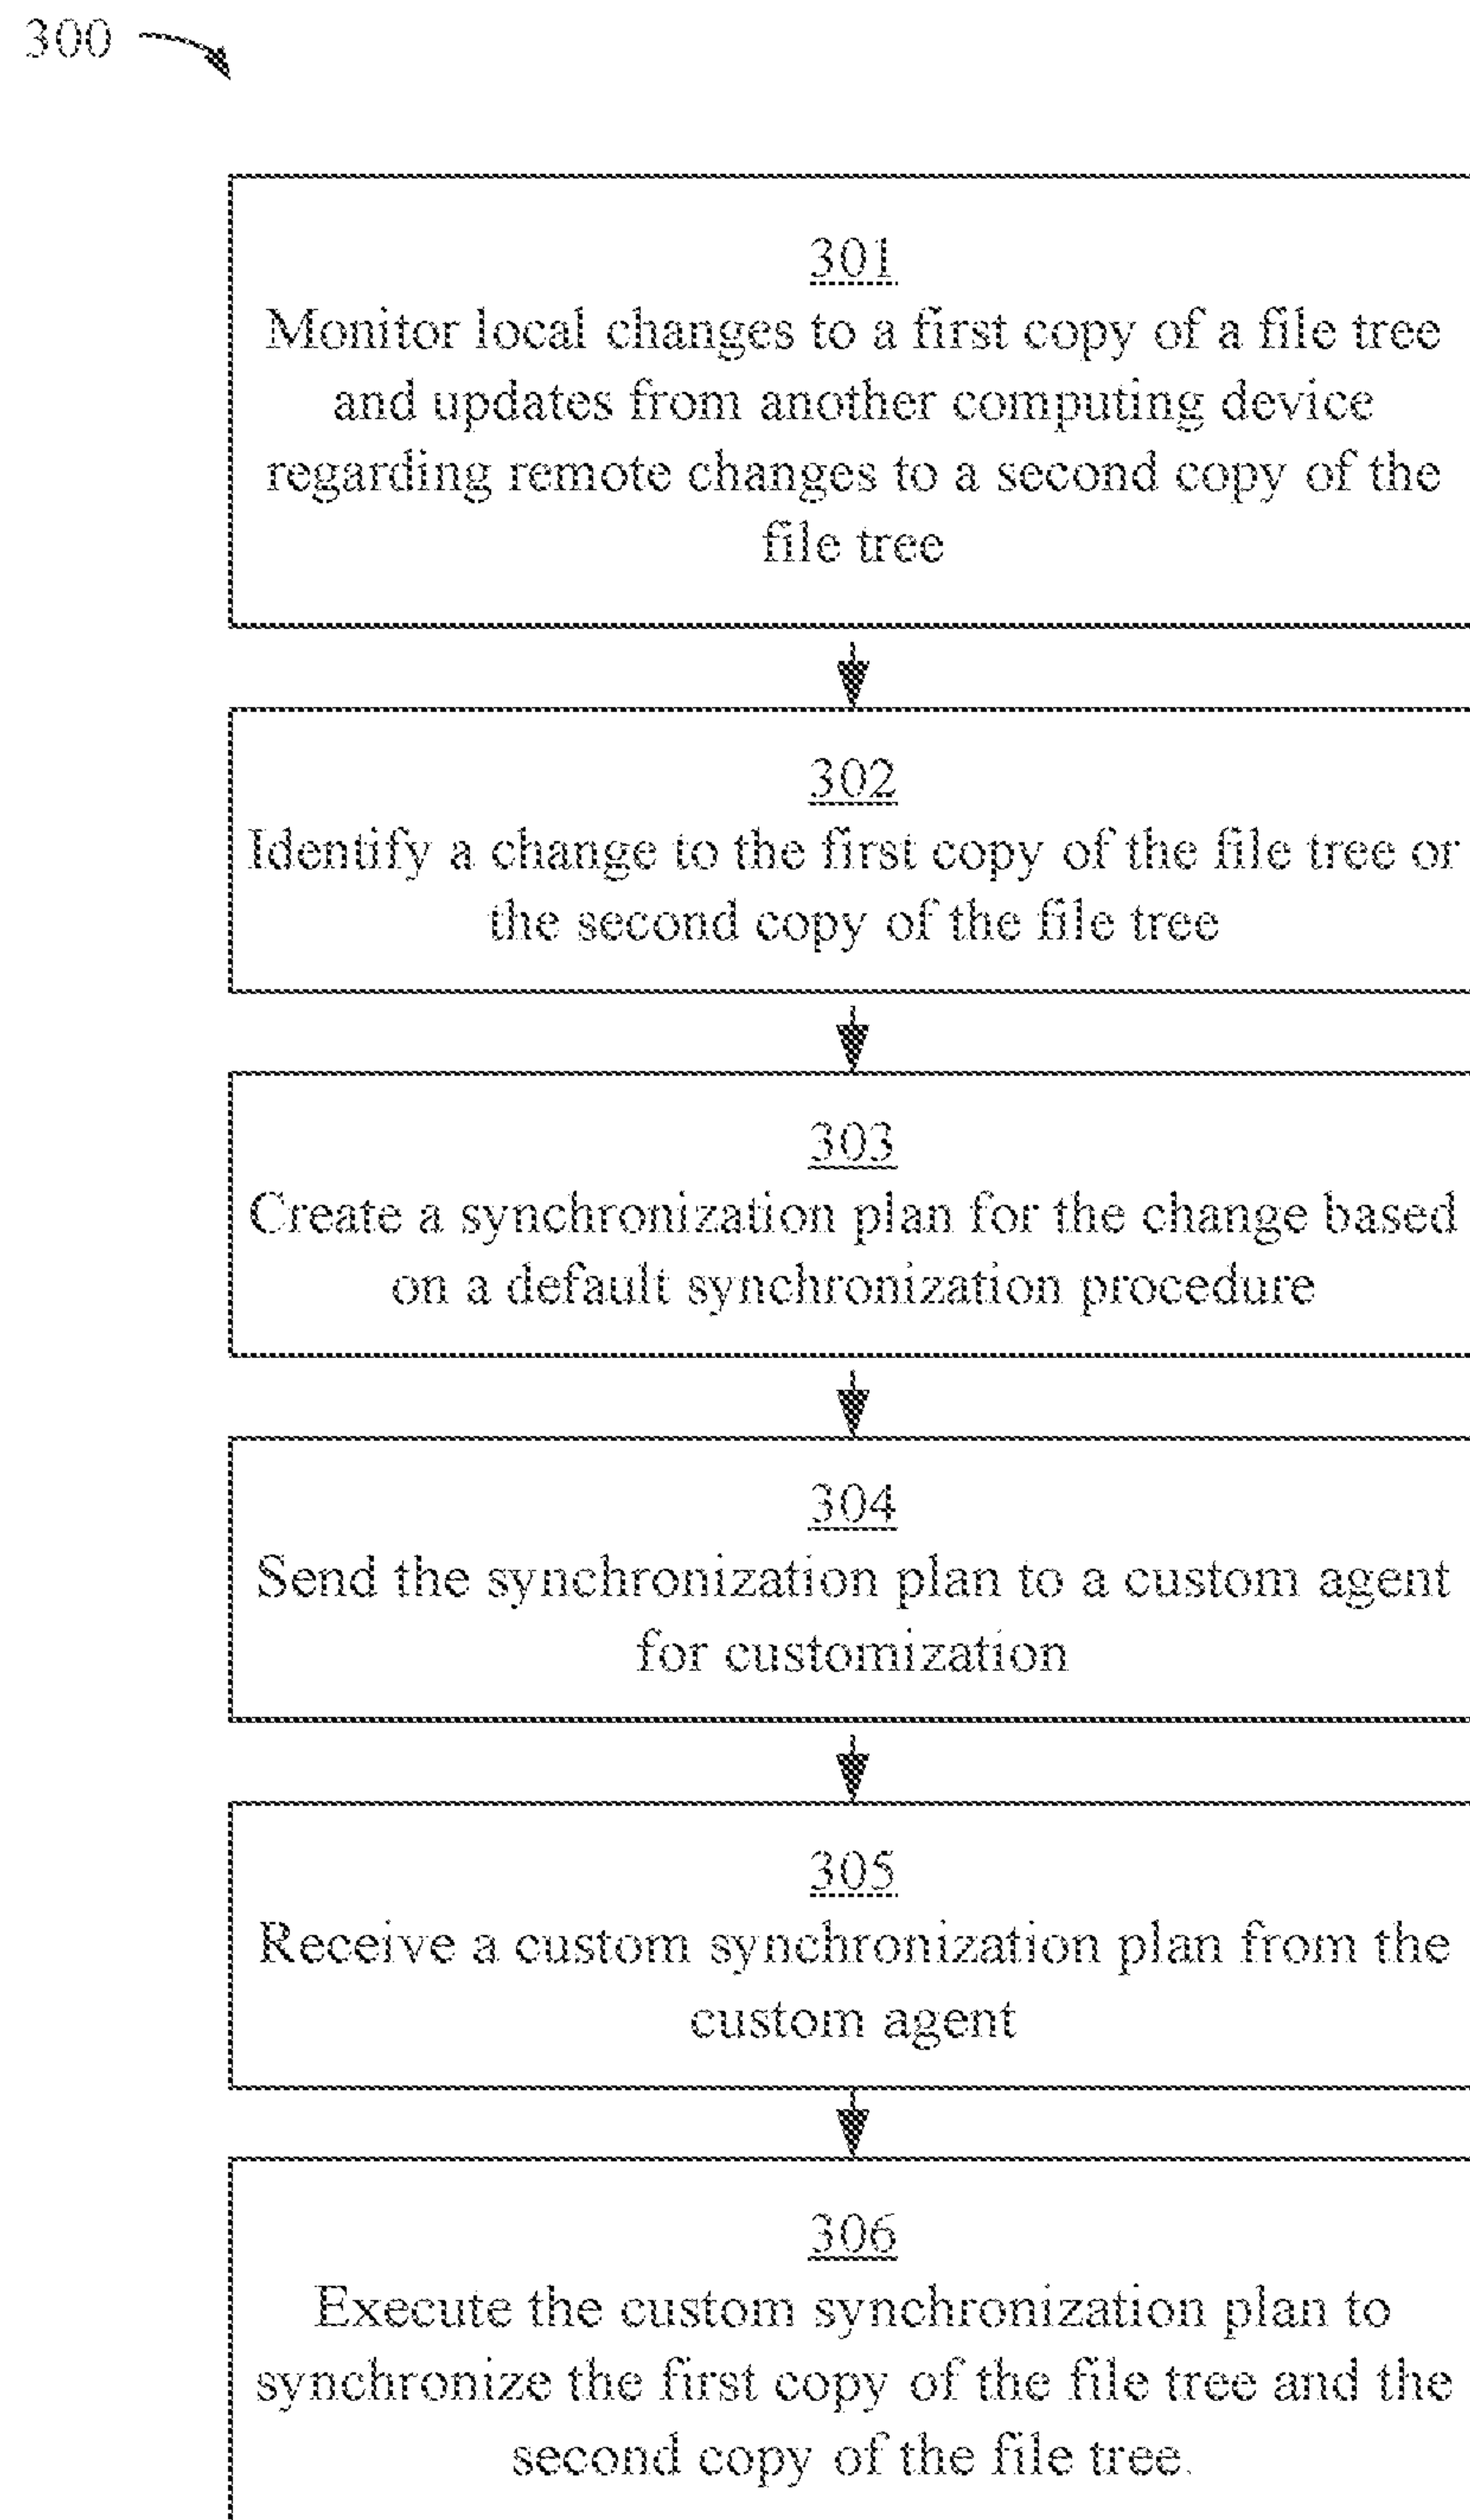 300
301
Monitor local changes to a first copy of a file tree
and updates from another computing device
regarding remote changes to a second copy of the
file tree
302
Identify a change to the first copy of the file tree or
the second copy of the file tree
303
Create a synchronization plan for the change based
on a default synchronization procedure
304
Send the synchronization plan to a custom agent
for customization
305
Receive a custom synchronization plan from the
custom agent
306
Execute the custom synchronization plan to
synchronize the first copy of the file tree and the
second copy of the file tree.